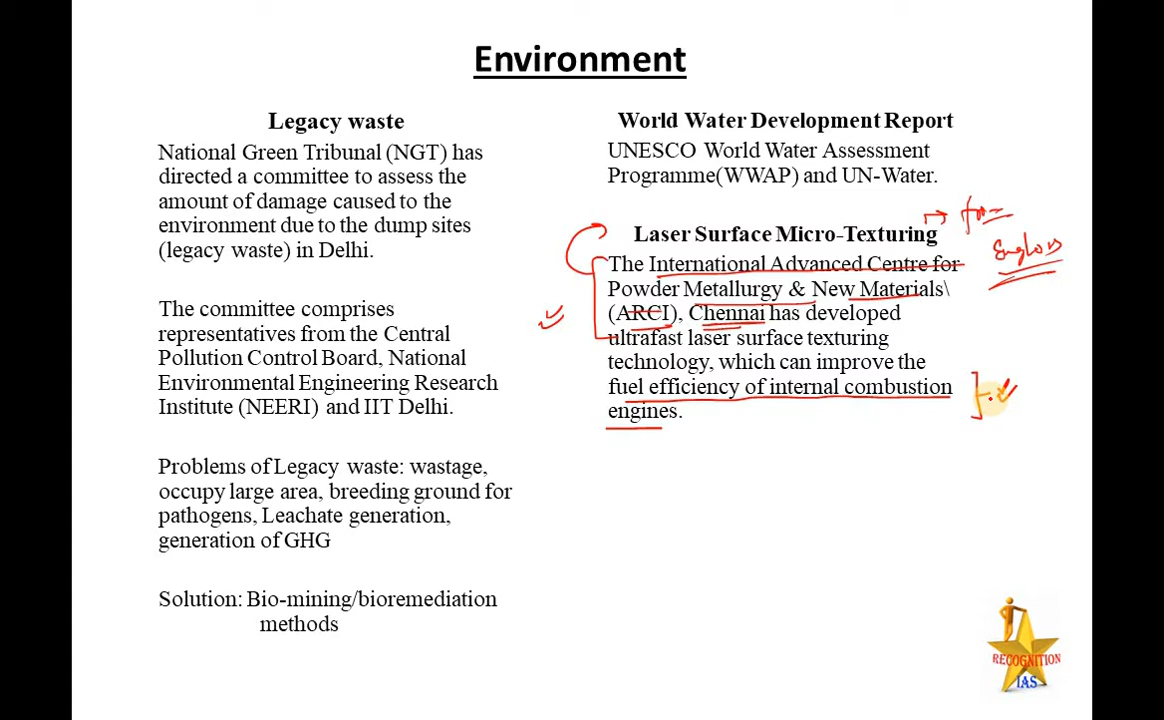 Environment
Legacy waste
National Green Tribunal (NGT) has
directed a committee to assess the
amount of damage caused to the
environment due to the dump sites
(legacy waste) in Delhi.
The committee comprises
representatives from the Central
Pollution Control Board, National
Environmental Engineering Research
Institute (NEERI) and IIT Delhi.
Problems of Legacy waste: wastage,
occupy large area, breeding ground for
pathogens, Leachate generation,
generation of GHG
Solution: Bio-mining/bioremediation
methods
World Water Development Report
UNESCO World Water Assessment
Programme(WWAP) and UN-Water.
Laser Surface Micro-Texturing
The International Advanced Centre for
Powder Metallurgy & New Materials\
(ARCI), Chennai has developed
ultrafast laser surface texturing
technology, which can improve the
fuel efficiency of internal combustion
engines.
RECOGNITION
IAS